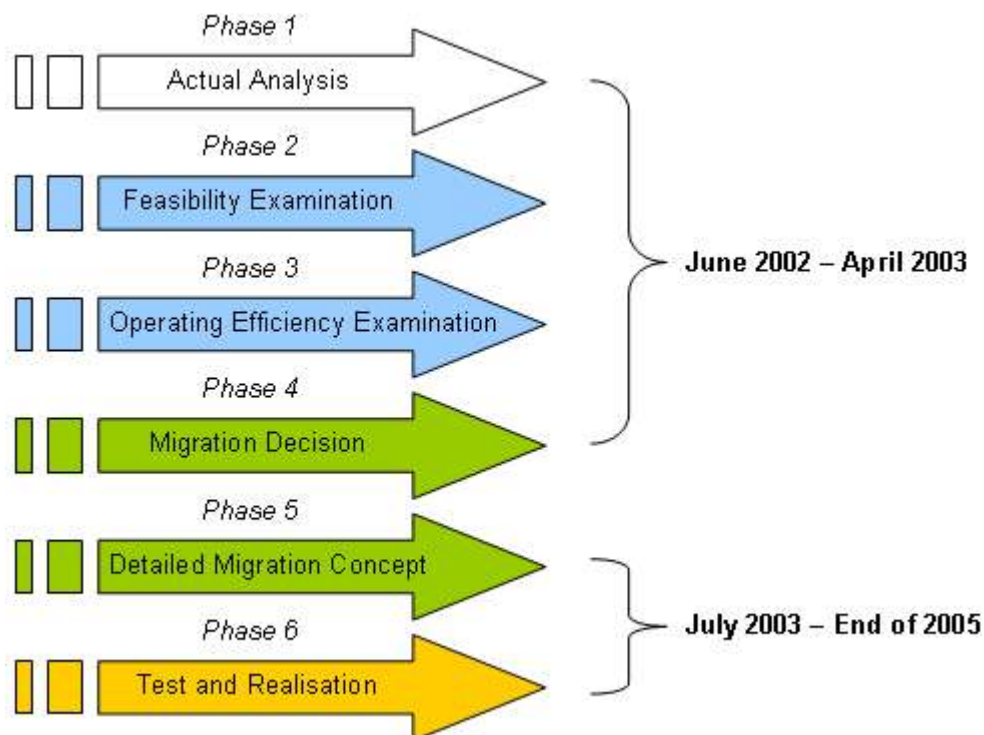 Phase 1
Actual Analysis
Phase 2
Feasibility Examination
Phase 3
Operating Efficiency Examination
June 2002 – April 2003
Phase 4
Migration Decision
Phase 5
Detailed Migration Concept
Phase 6
July 2003 – End of 2005
Test and Realisation